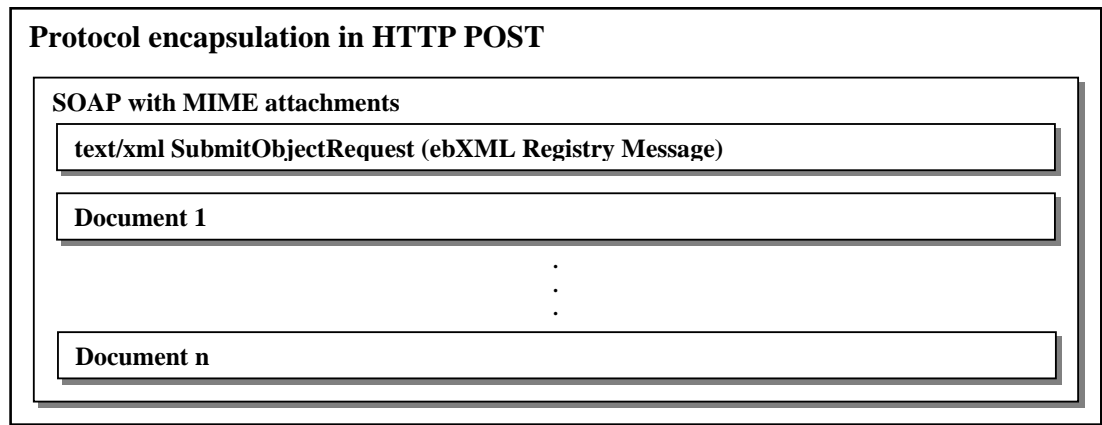 Protocol encapsulation in HTTP POST
SOAP with MIME attachments
text/xml SubmitObjectRequest (ebXML Registry Message)
Document 1
.
.
.
Document n